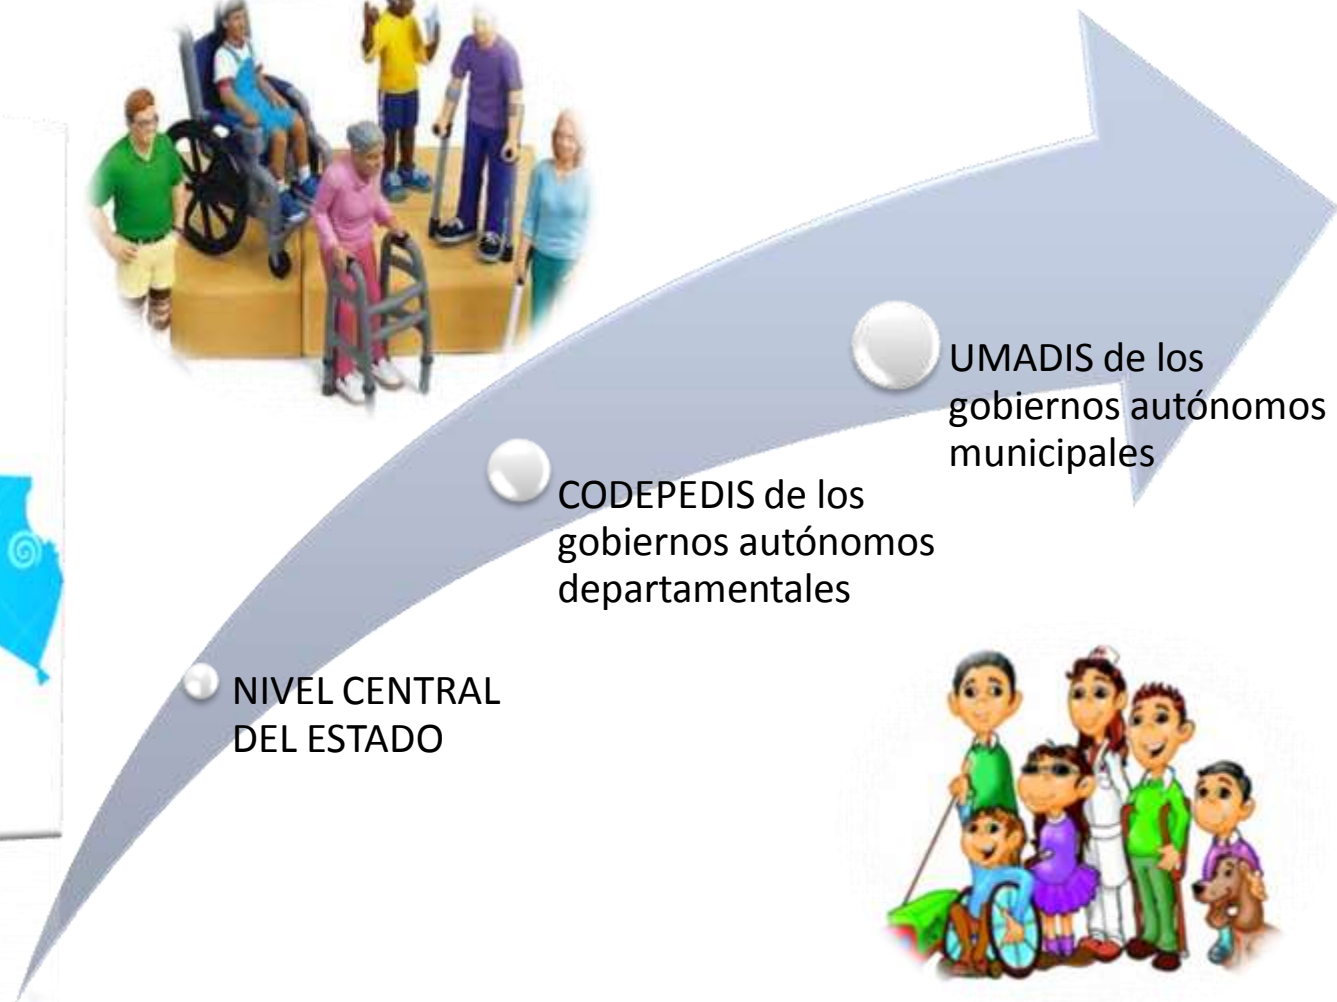 UMADIS de los
gobiernos autónomos
municipales
CODEPEDIS de los
gobiernos autónomos
departamentales
NIVEL CENTRAL
DEL ESTADO